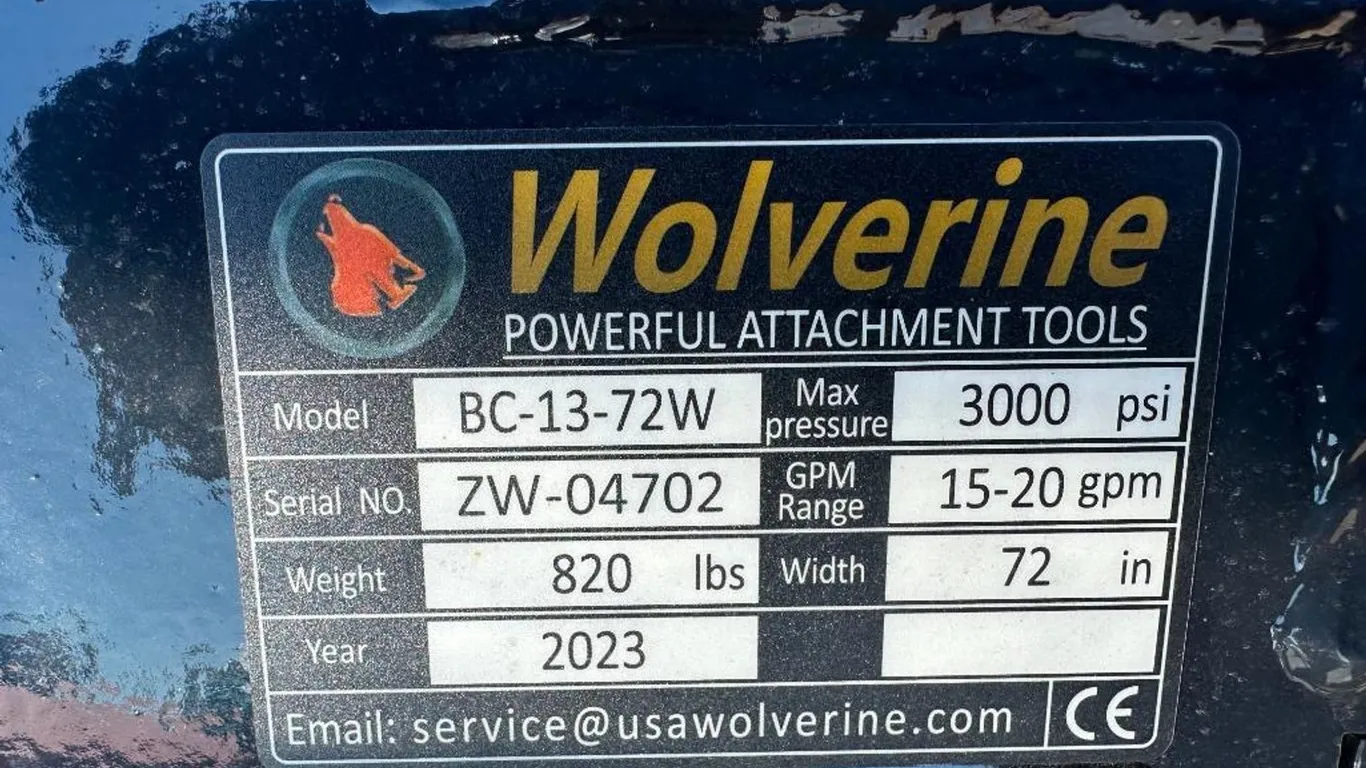 Wolverine
POWERFUL ATTACHMENT TOOLS
Model BC-13-72W Max pressure 3000 psi
Serial NO. ZW-04702 GPM Range 15-20 gpm
Weight 820 lbs Width 72 in
Year 2023
Email: service@usawolverine.com CE